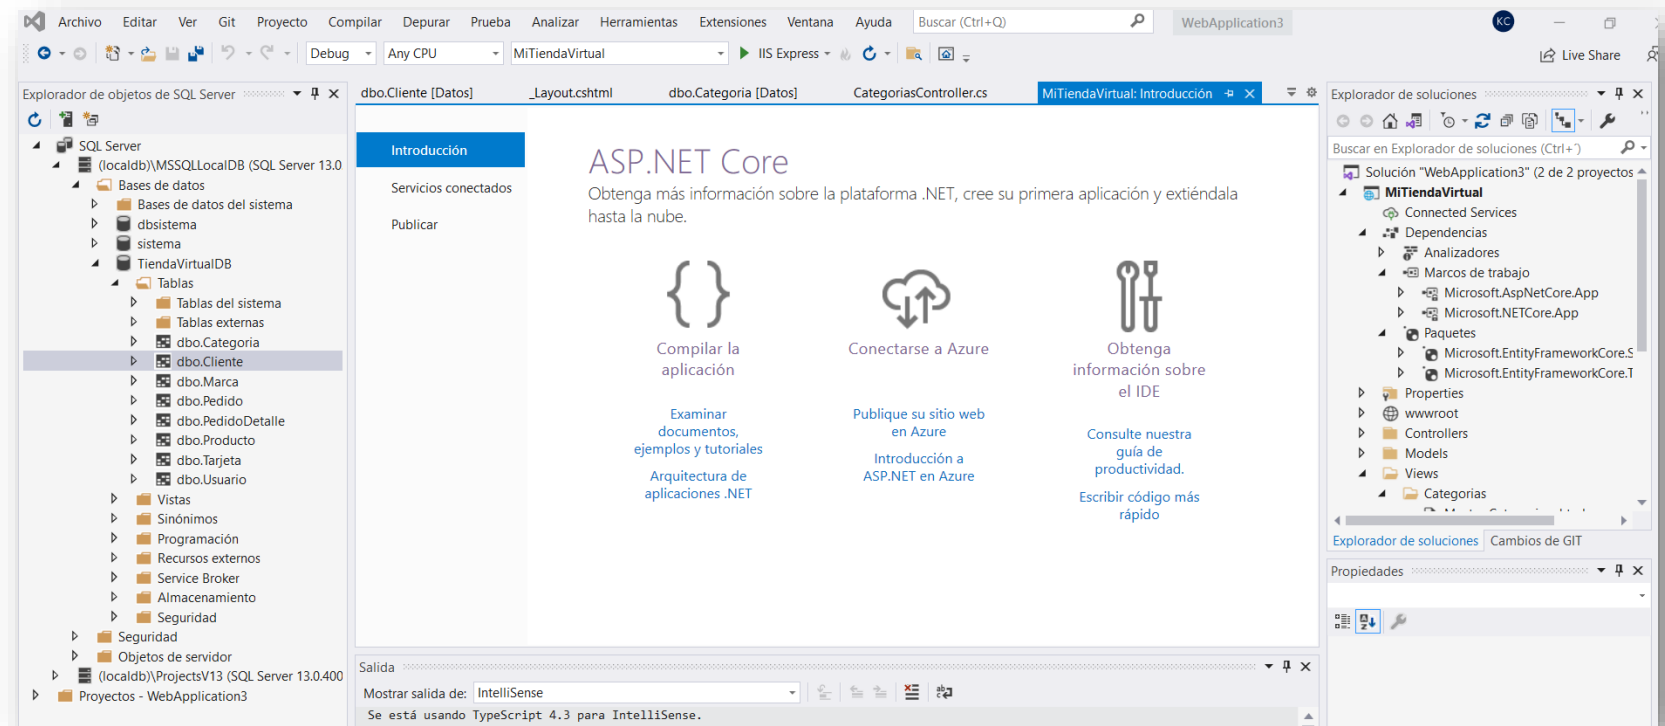 Archivo Editar Ver Git Proyecto Compilar Depurar Prueba Analizar Herramientas Extensiones Ventana Ayuda Buscar (Ctrl+Q) WebApplication3 KC
Debug Any CPU MiTiendaVirtual IIS Express Live Share
Explorador de objetos de SQL Server
SQL Server
(localdb)\MSSQLLocalDB (SQL Server 13.0
Bases de datos
Bases de datos del sistema
dbsistema
sistema
TiendaVirtualDB
Tablas
Tablas del sistema
Tablas externas
dbo.Categoria
dbo.Cliente
dbo.Marca
dbo.Pedido
dbo.PedidoDetalle
dbo.Producto
dbo.Tarjeta
dbo.Usuario
Vistas
Sinónimos
Programación
Recursos externos
Service Broker
Almacenamiento
Seguridad
Seguridad
Objetos de servidor
(localdb)\ProjectsV13 (SQL Server 13.0.400
Proyectos - WebApplication3
dbo.Cliente [Datos] _Layout.cshtml dbo.Categoria [Datos] CategoriasController.cs MiTiendaVirtual: Introducción
Introducción
Servicios conectados
Publicar
ASP.NET Core
Obtenga más información sobre la plataforma .NET, cree su primera aplicación y extiéndala
hasta la nube.
Compilar la
aplicación
Examinar
documentos,
ejemplos y tutoriales
Arquitectura de
aplicaciones .NET
Conectarse a Azure
Publique su sitio web
en Azure
Introducción a
ASP.NET en Azure
Obtenga
información sobre
el IDE
Consulte nuestra
guía de
productividad.
Escribir código más
rápido
Salida
Mostrar salida de: IntelliSense
Se está usando TypeScript 4.3 para IntelliSense.
Explorador de soluciones
Buscar en Explorador de soluciones (Ctrl+´)
Solución "WebApplication3" (2 de 2 proyectos
MiTiendaVirtual
Connected Services
Dependencias
Analizadores
Marcos de trabajo
Microsoft.AspNetCore.App
Microsoft.NETCore.App
Paquetes
Microsoft.EntityFrameworkCore.S
Microsoft.EntityFrameworkCore.T
Properties
wwwroot
Controllers
Models
Views
Categorias
Explorador de soluciones Cambios de GIT
Propiedades